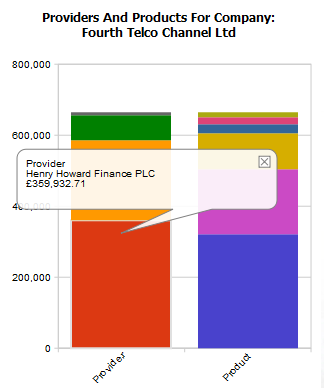 Providers And Products For Company:
Fourth Telco Channel Ltd
800,000
600,000
Provider
Henry Howard Finance PLC
£359,932.71
400,000
200,000
0
Provider
Product